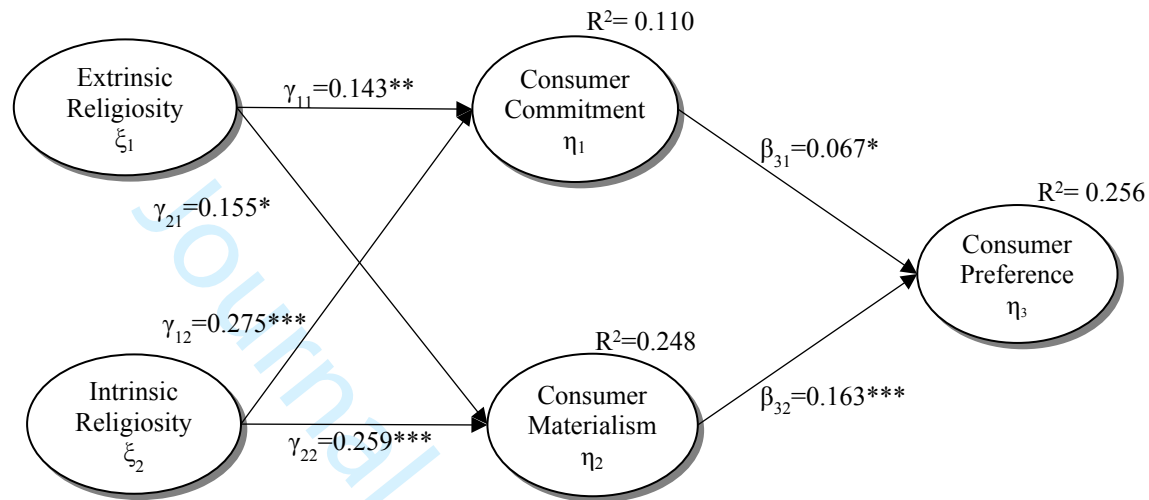 R²= 0.110
Extrinsic
Religiosity
ξ₁
γ₁₁=0.143**
Consumer
Commitment
η₁
β₃₁=0.067*
R²= 0.256
γ₂₁=0.155*
Consumer
Preference
η₃
γ₁₂=0.275***
R²=0.248
Intrinsic
Religiosity
ξ₂
γ₂₂=0.259***
Consumer
Materialism
η₂
β₃₂=0.163***
Journal